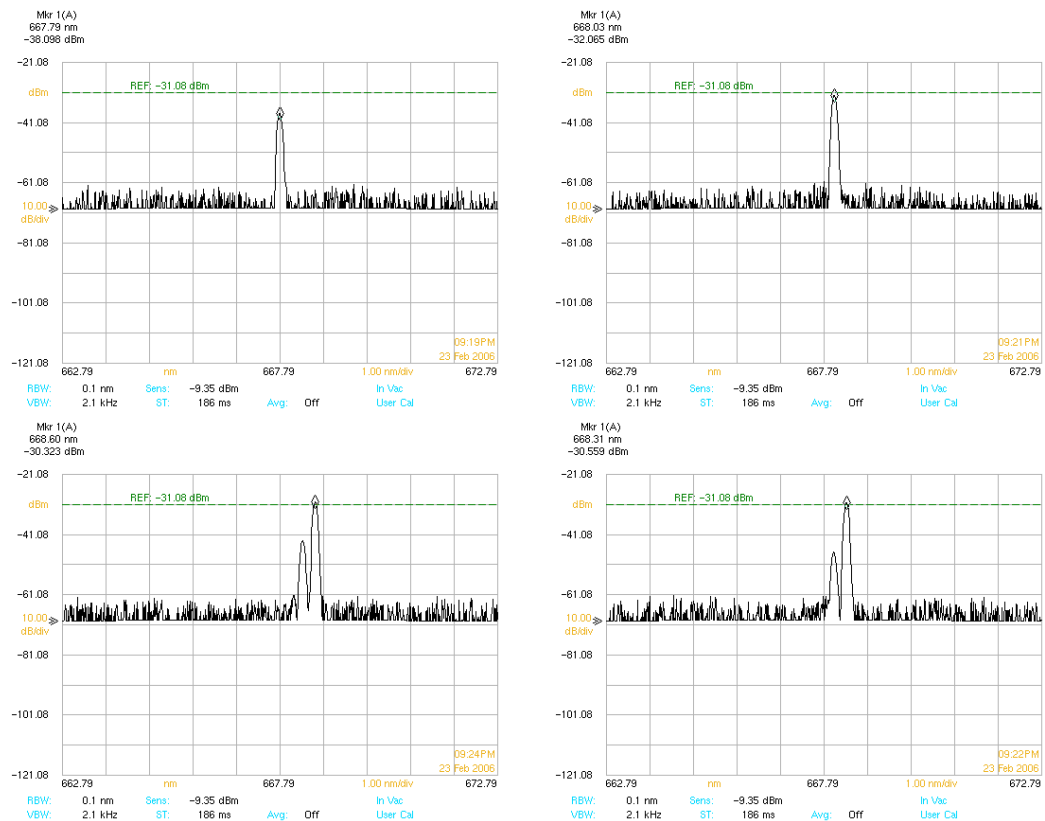 Mkr 1(A)
667.79 nm
-38.098 dBm
-21.08
REF: -31.08 dBm
dBm
-41.08
-61.08
10.00
dB/div
-81.08
-101.08
09:19PM
23 Feb 2006
-121.08
662.79 nm 667.79 1.00 nm/div 672.79
RBW: 0.1 nm Sens: -9.35 dBm In Vac
VBW: 2.1 kHz ST: 186 ms Avg: Off User Cal
Mkr 1(A)
668.03 nm
-32.065 dBm
-21.08
REF: -31.08 dBm
dBm
-41.08
-61.08
10.00
dB/div
-81.08
-101.08
09:21PM
23 Feb 2006
-121.08
662.79 nm 667.79 1.00 nm/div 672.79
RBW: 0.1 nm Sens: -9.35 dBm In Vac
VBW: 2.1 kHz ST: 186 ms Avg: Off User Cal
Mkr 1(A)
668.60 nm
-30.323 dBm
-21.08
REF: -31.08 dBm
dBm
-41.08
-61.08
10.00
dB/div
-81.08
-101.08
09:24PM
23 Feb 2006
-121.08
662.79 nm 667.79 1.00 nm/div 672.79
RBW: 0.1 nm Sens: -9.35 dBm In Vac
VBW: 2.1 kHz ST: 186 ms Avg: Off User Cal
Mkr 1(A)
668.31 nm
-30.559 dBm
-21.08
REF: -31.08 dBm
dBm
-41.08
-61.08
10.00
dB/div
-81.08
-101.08
09:22PM
23 Feb 2006
-121.08
662.79 nm 667.79 1.00 nm/div 672.79
RBW: 0.1 nm Sens: -9.35 dBm In Vac
VBW: 2.1 kHz ST: 186 ms Avg: Off User Cal